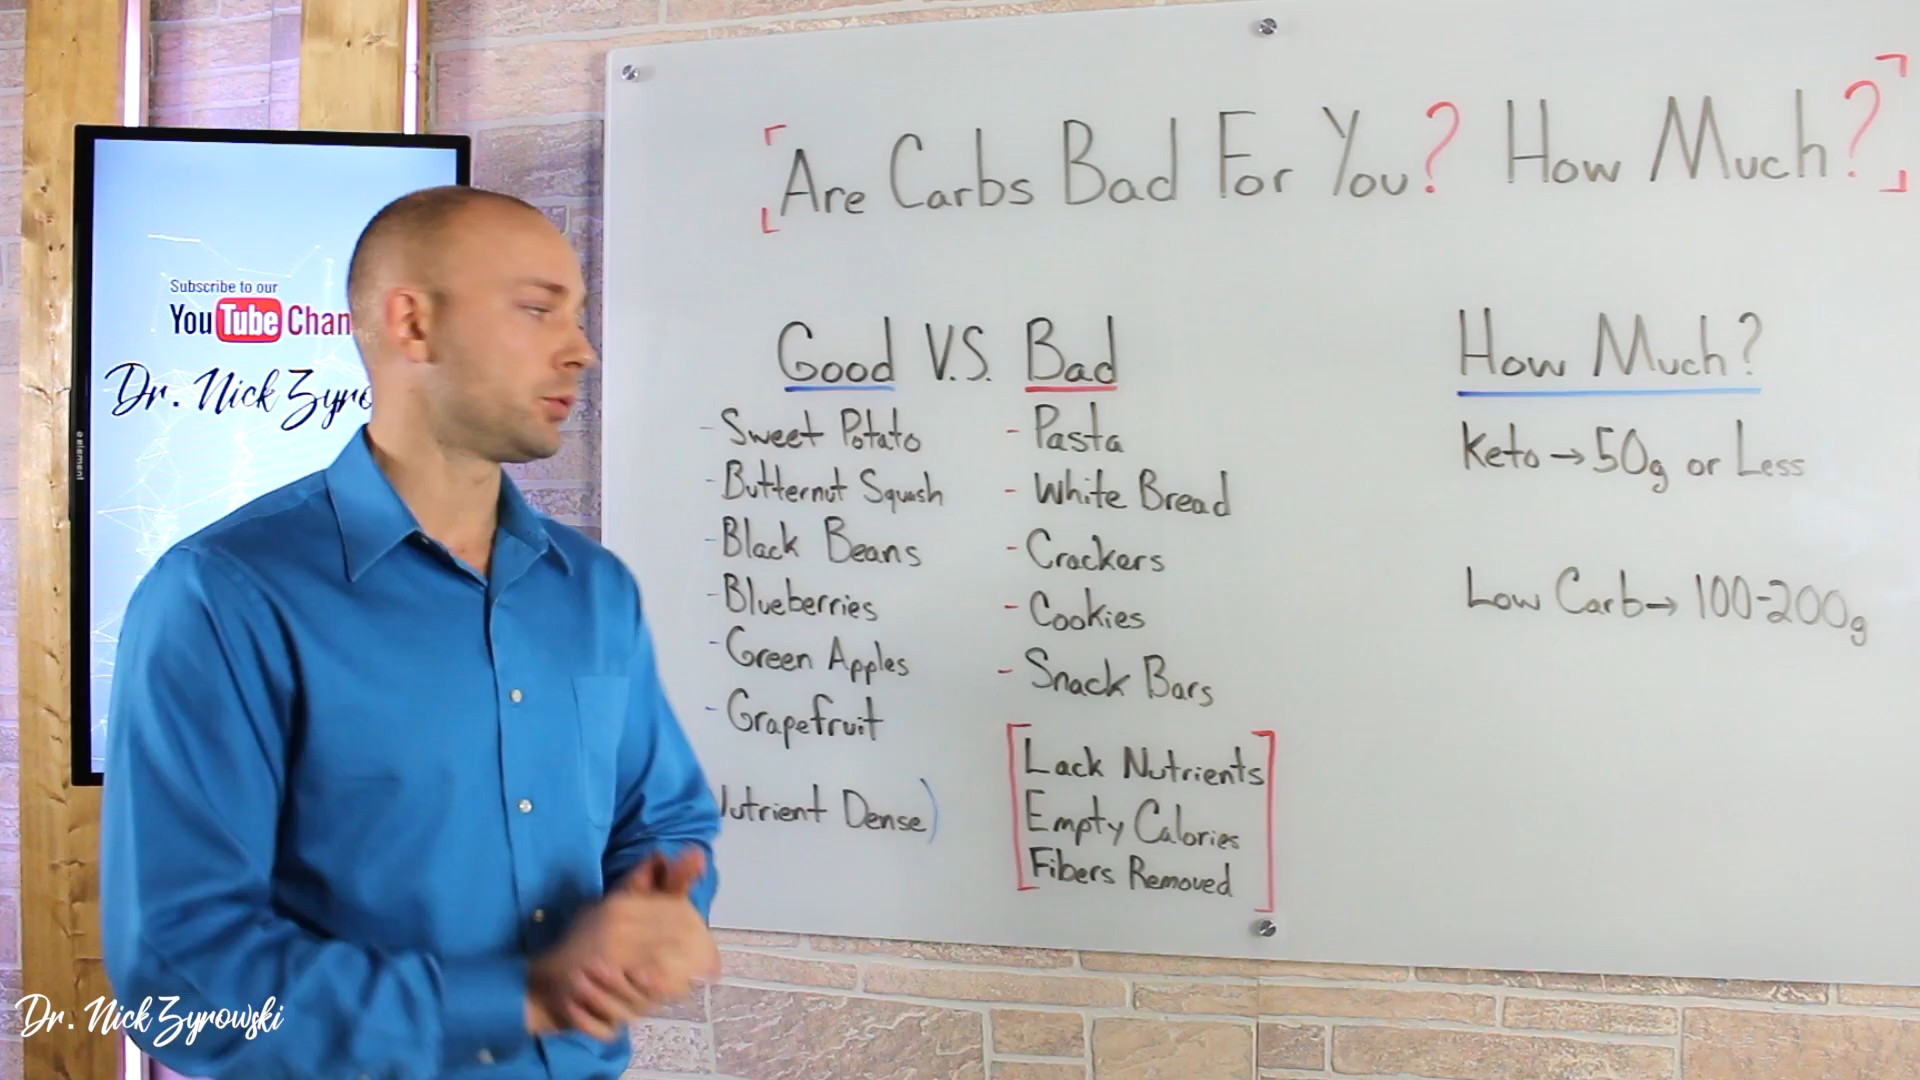 Are Carbs Bad For You? How Much?
Subscribe to our
YouTube Chan
Dr. Nick Zyro
element
Good V.S. Bad
- Sweet Potato
- Butternut Squash
- Black Beans
- Blueberries
- Green Apples
- Grapefruit
utrient Dense)
- Pasta
- White Bread
- Crackers
- Cookies
- Snack Bars
[Lack Nutrients
Empty Calories
Fibers Removed]
How Much?
Keto → 50g or Less
Low Carb → 100-200g
Dr. Nick Zyrowski